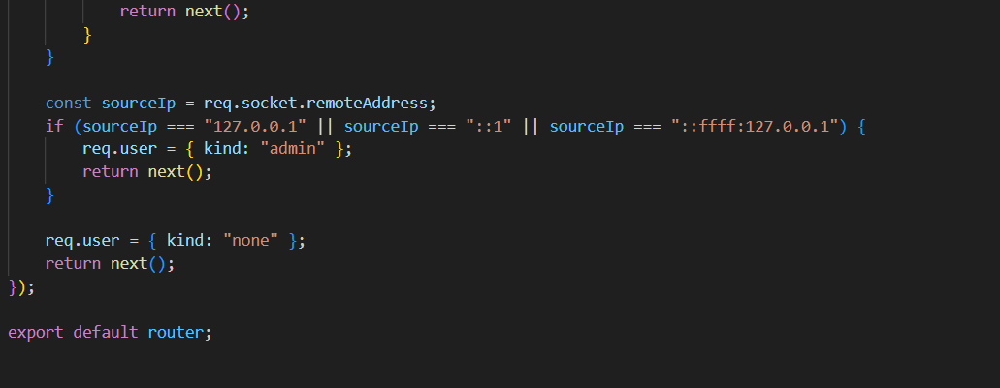 return next();
}
}
const sourceIp = req.socket.remoteAddress;
if (sourceIp === "127.0.0.1" || sourceIp === "::1" || sourceIp === "::ffff:127.0.0.1") {
req.user = { kind: "admin" };
return next();
}
req.user = { kind: "none" };
return next();
});
export default router;